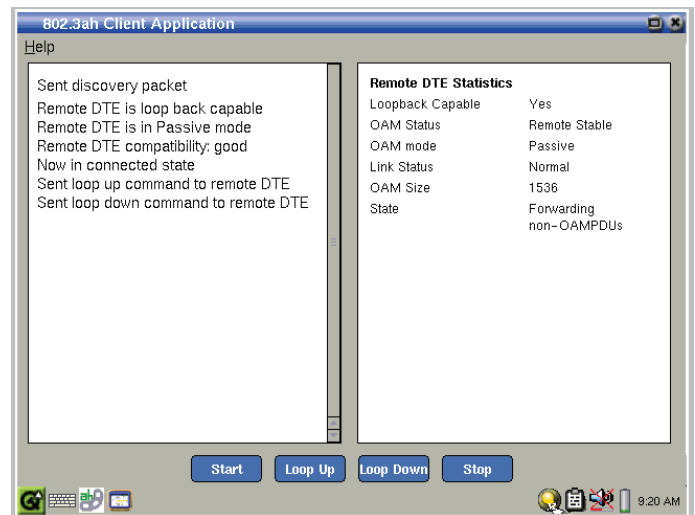 802.3ah Client Application
Help
Sent discovery packet
Remote DTE is loop back capable
Remote DTE is in Passive mode
Remote DTE compatibility: good
Now in connected state
Sent loop up command to remote DTE
Sent loop down command to remote DTE
Remote DTE Statistics
Loopback Capable Yes
OAM Status Remote Stable
OAM mode Passive
Link Status Normal
OAM Size 1536
State Forwarding
non-OAMPDUs
Start Loop Up Loop Down Stop
9:20 AM